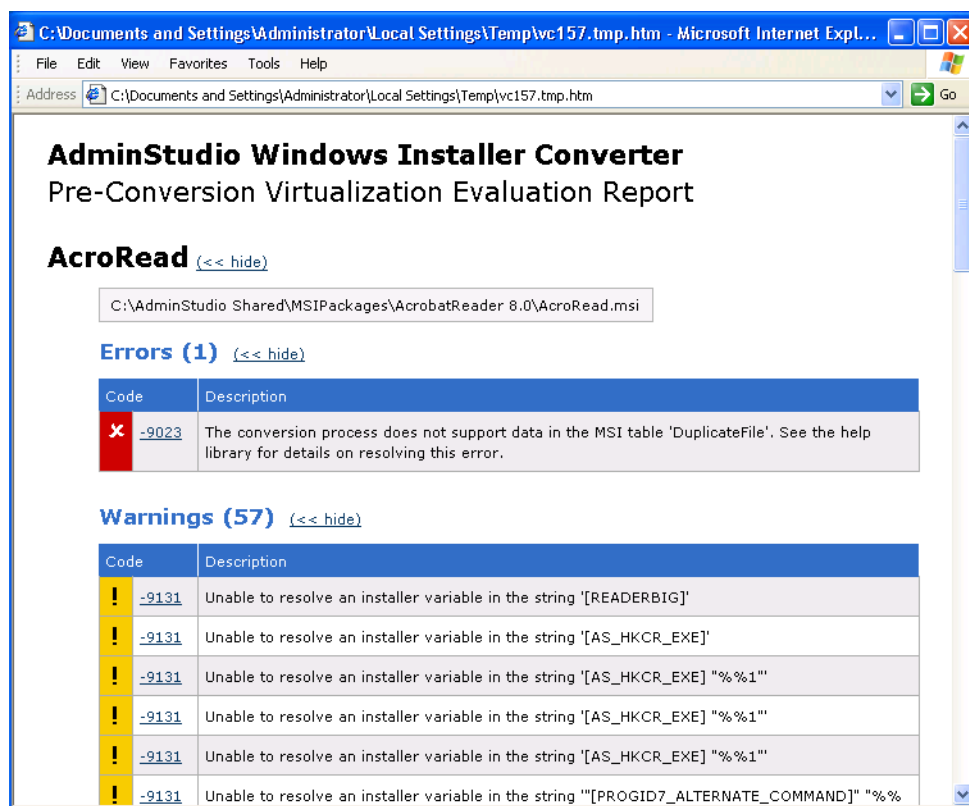 C:\Documents and Settings\Administrator\Local Settings\Temp\vc157.tmp.htm - Microsoft Internet Expl...
File Edit View Favorites Tools Help
Address C:\Documents and Settings\Administrator\Local Settings\Temp\vc157.tmp.htm Go
AdminStudio Windows Installer Converter
Pre-Conversion Virtualization Evaluation Report
AcroRead (<< hide)
C:\AdminStudio Shared\MSIPackages\AcrobatReader 8.0\AcroRead.msi
Errors (1) (<< hide)
Code Description
-9023 The conversion process does not support data in the MSI table 'DuplicateFile'. See the help
library for details on resolving this error.
Warnings (57) (<< hide)
Code Description
! -9131 Unable to resolve an installer variable in the string '[READERBIG]'
! -9131 Unable to resolve an installer variable in the string '[AS_HKCR_EXE]'
! -9131 Unable to resolve an installer variable in the string '[AS_HKCR_EXE] "%%1"'
! -9131 Unable to resolve an installer variable in the string '[AS_HKCR_EXE] "%%1"'
! -9131 Unable to resolve an installer variable in the string '[AS_HKCR_EXE] "%%1"'
! -9131 Unable to resolve an installer variable in the string '"[PROGID7_ALTERNATE_COMMAND]" "%%